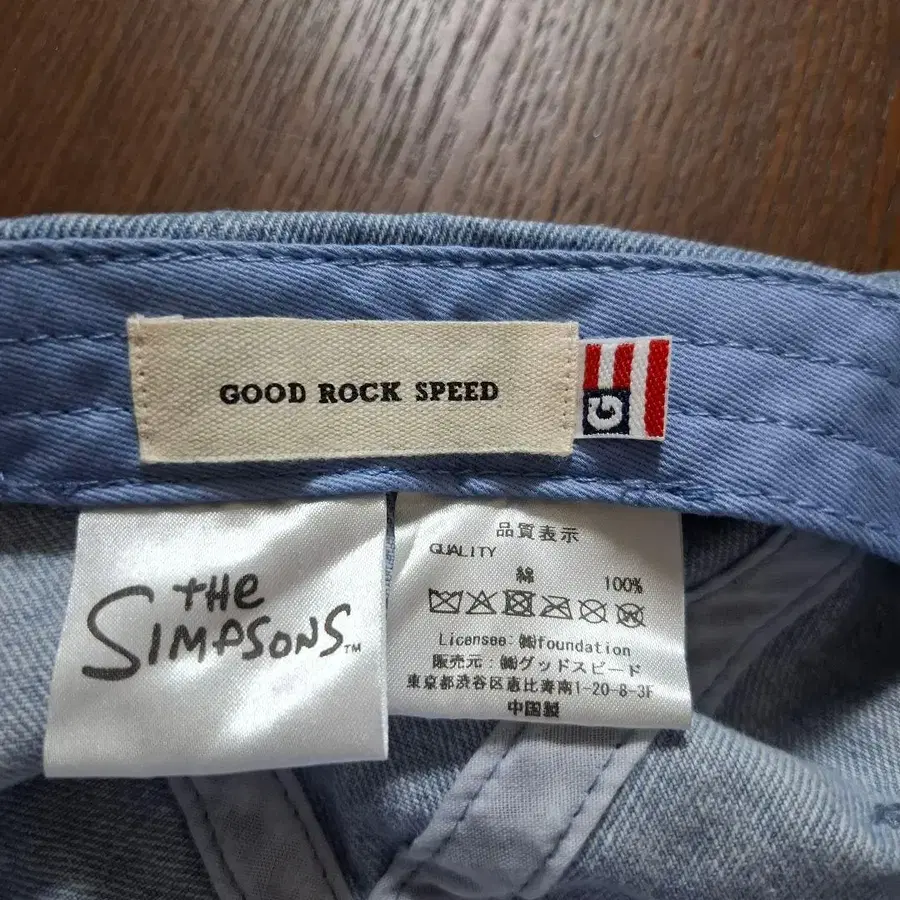 GOOD ROCK SPEED
G
THE
SIMPSONS™
品質表示
QUALITY
綿 100%
Licensee:㈱foundation
販売元:㈱グッドスピード
東京都渋谷区恵比寿南1-20-8-3F
中国製